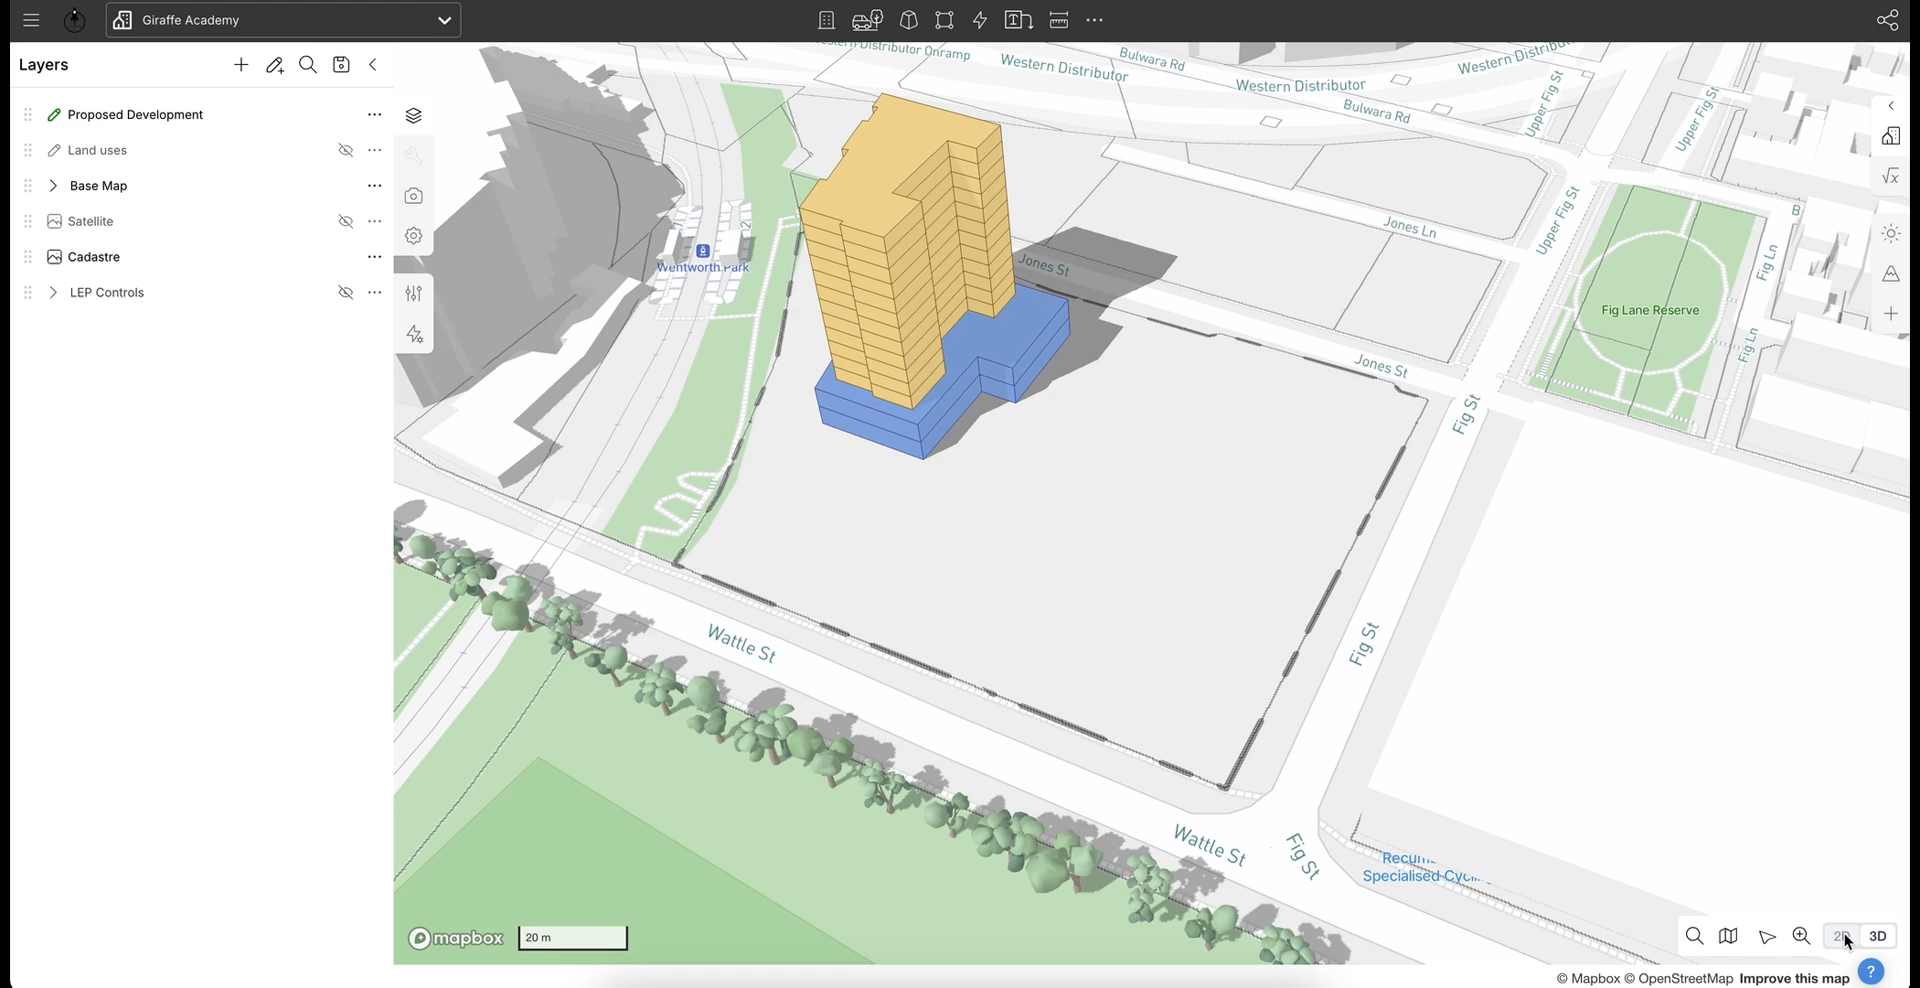 Giraffe Academy
Layers
Proposed Development
Land uses
Base Map
Satellite
Cadastre
LEP Controls
Western Distributor Onramp
Western Distributor
Bulwara Rd
Western Distributor
Bulwara Rd
Upper Fig St
Upper Fig St
Upper Fig St
Jones Ln
Jones St
Jones St
Wentworth Park
Fig Lane Reserve
Fig Ln
Fig Ln
B
Fig St
Fig St
Fig St
Wattle St
Wattle St
Specialised
mapbox
20 m
2D
3D
© Mapbox © OpenStreetMap Improve this map
?